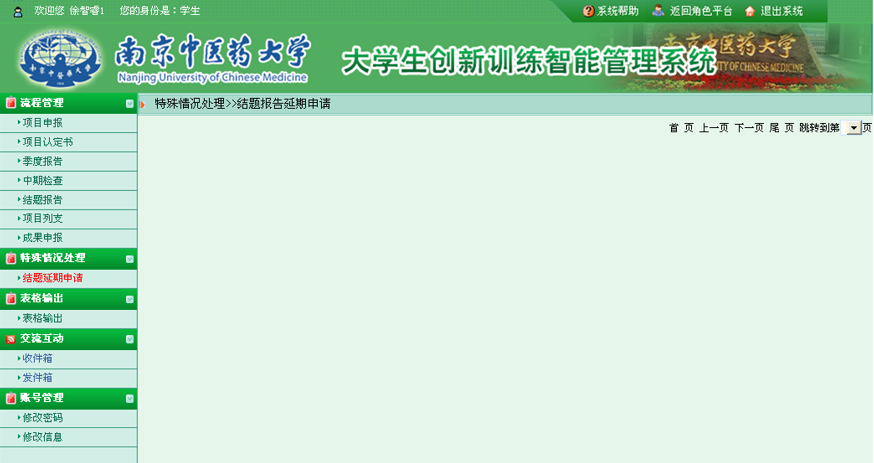 欢迎您 徐智睿1 您的身份是：学生
系统帮助 返回角色平台 退出系统
南京中医药大学
Nanjing University of Chinese Medicine
大学生创新训练智能管理系统
南京中医药大学
流程管理
特殊情况处理>>结题报告延期申请
首 页 上一页 下一页 尾 页 跳转到第 页
项目申报
项目认定书
季度报告
中期检查
结题报告
项目列支
成果申报
特殊情况处理
结题延期申请
表格输出
表格输出
交流互动
收件箱
发件箱
账号管理
修改密码
修改信息